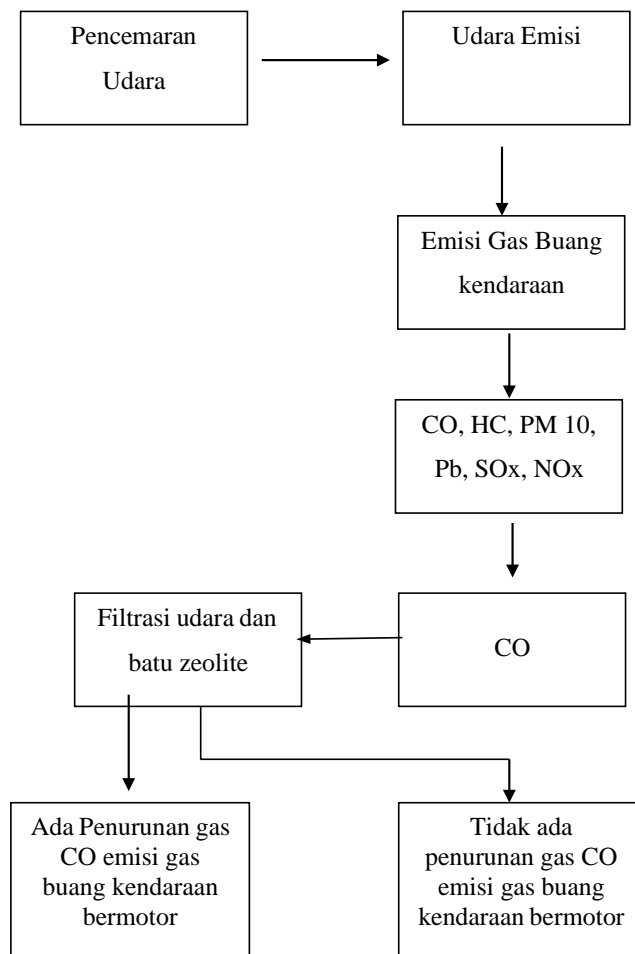 Pencemaran
Udara
Udara Emisi
Emisi Gas Buang
kendaraan
CO, HC, PM 10,
Pb, SOx, NOx
Filtrasi udara dan
batu zeolite
CO
Ada Penurunan gas
CO emisi gas
buang kendaraan
bermotor
Tidak ada
penurunan gas CO
emisi gas buang
kendaraan bermotor